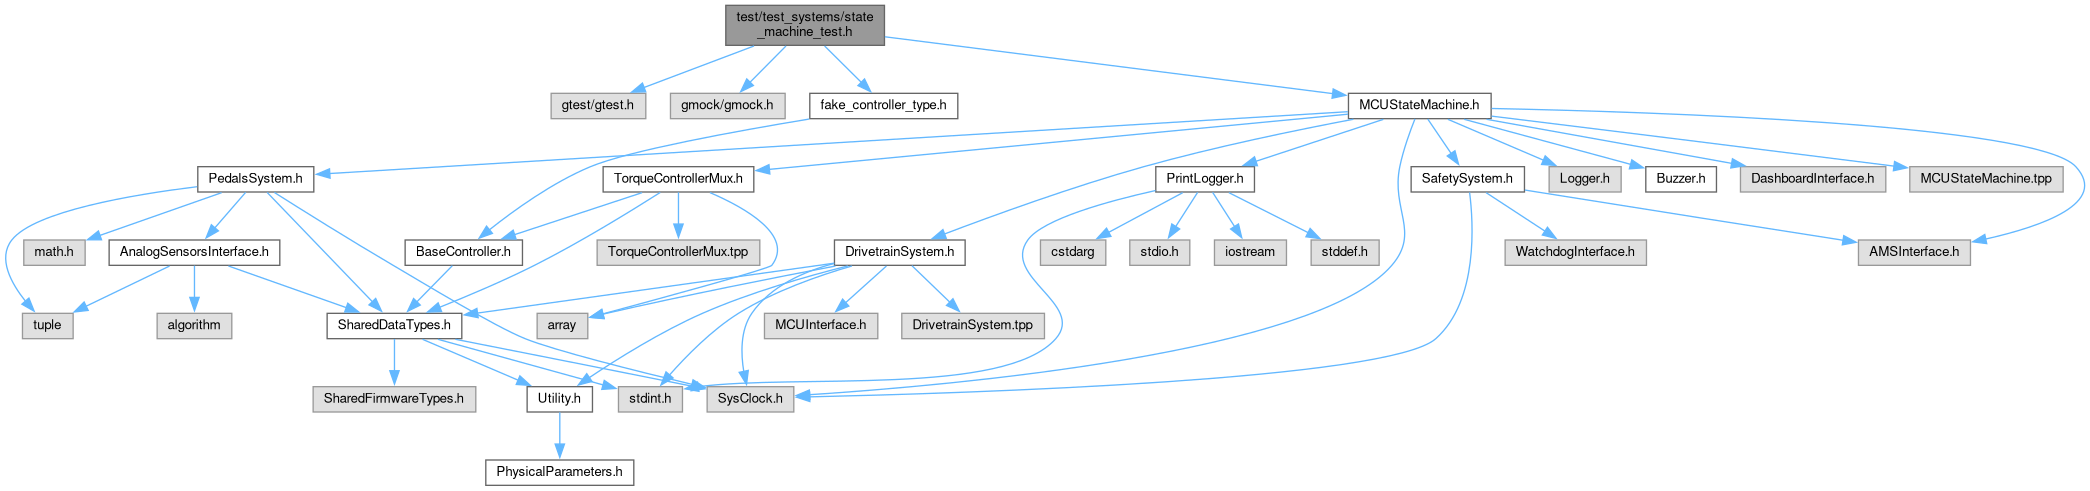 test/test_systems/state
_machine_test.h
gtest/gtest.h
gmock/gmock.h
fake_controller_type.h
MCUStateMachine.h
PedalsSystem.h
TorqueControllerMux.h
PrintLogger.h
SafetySystem.h
Logger.h
Buzzer.h
DashboardInterface.h
MCUStateMachine.tpp
math.h
AnalogSensorsInterface.h
BaseController.h
TorqueControllerMux.tpp
DrivetrainSystem.h
cstdarg
stdio.h
iostream
stddef.h
WatchdogInterface.h
AMSInterface.h
tuple
algorithm
SharedDataTypes.h
array
MCUInterface.h
DrivetrainSystem.tpp
SharedFirmwareTypes.h
Utility.h
stdint.h
SysClock.h
PhysicalParameters.h